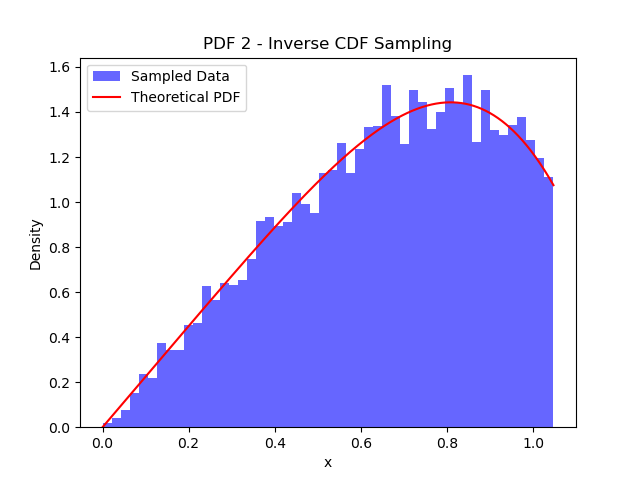 PDF 2 - Inverse CDF Sampling
Sampled Data
Theoretical PDF
1.6
1.4
1.2
1.0
0.8
0.6
0.4
0.2
0.0
Density
0.0 0.2 0.4 0.6 0.8 1.0
x